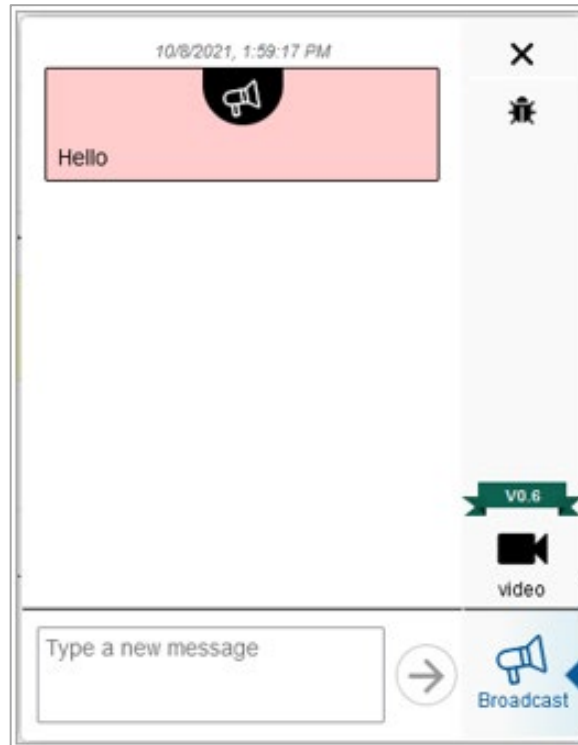 10/8/2021, 1:59:17 PM
Hello
V0.6
video
Type a new message
Broadcast